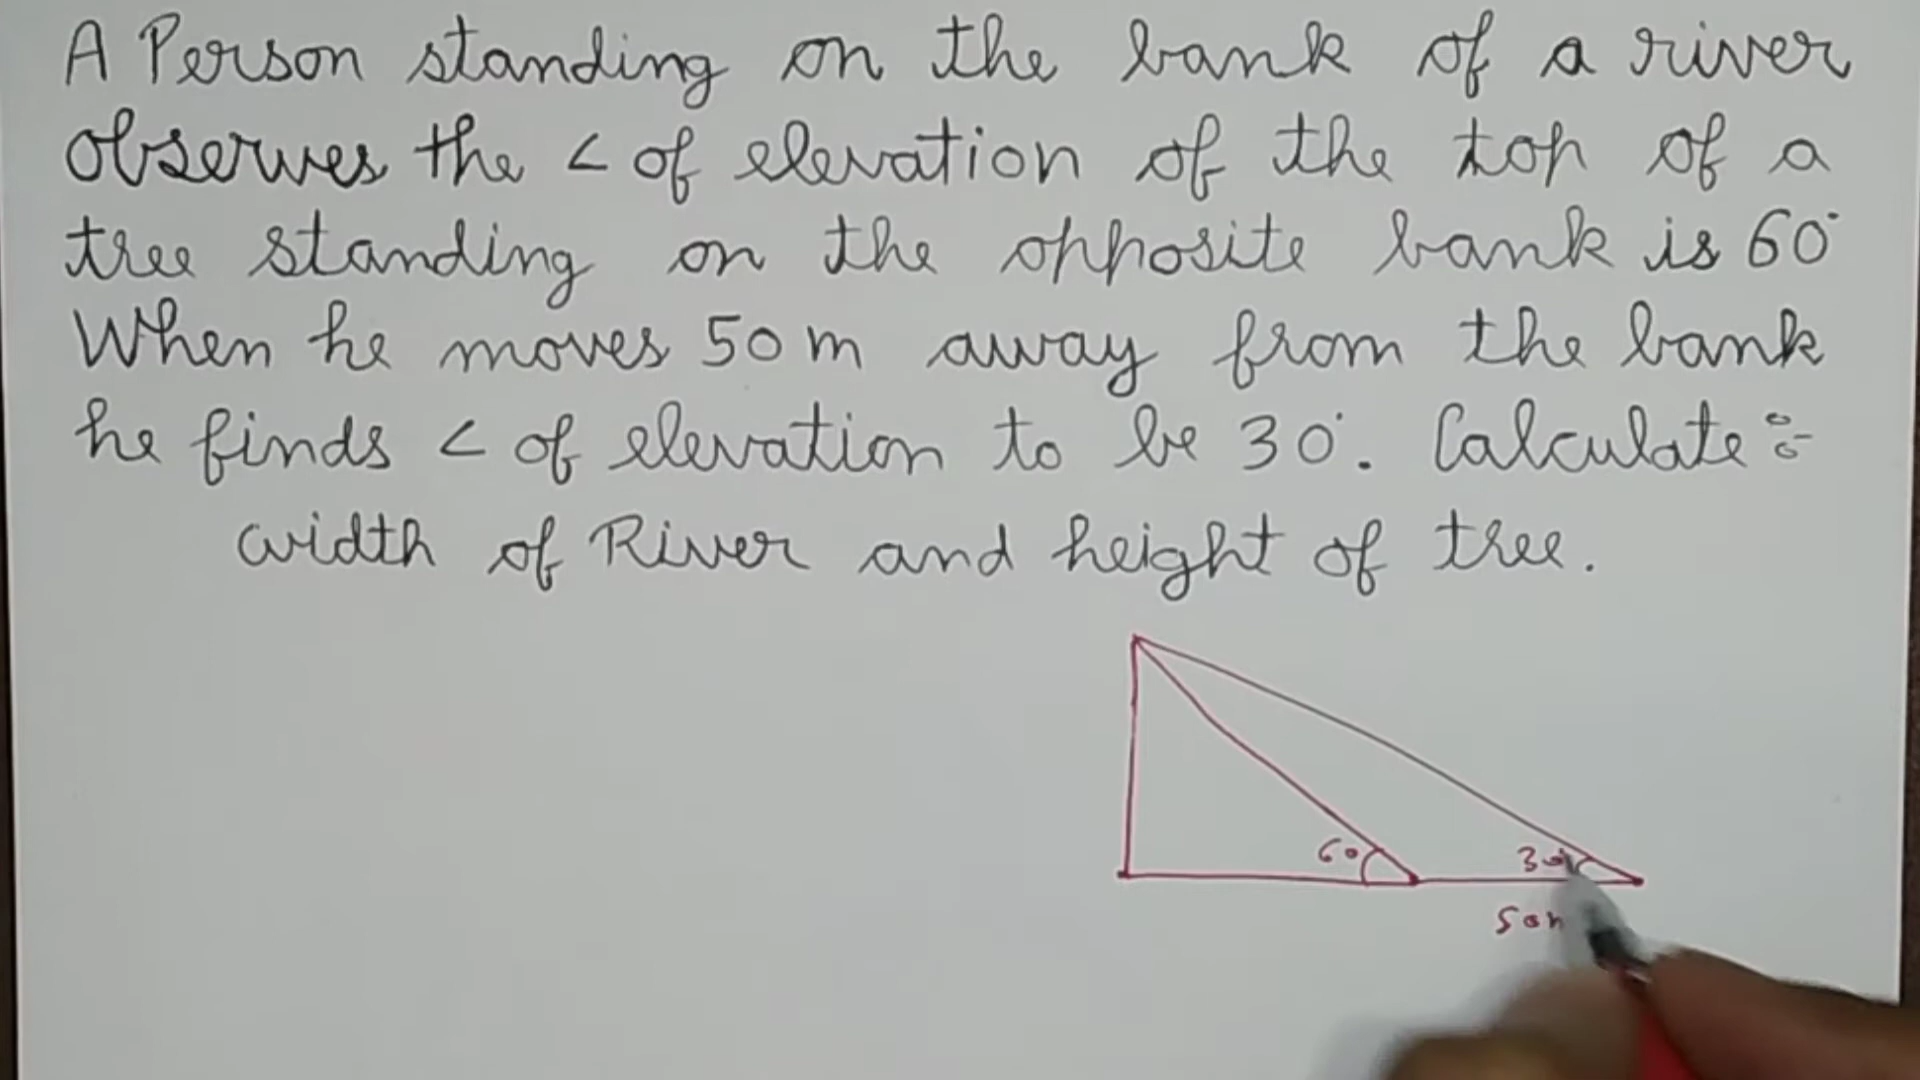 A Person standing on the bank of a river
observes the < of elevation of the top of a
tree standing on the opposite bank is 60°
When he moves 50 m away from the bank
he finds < of elevation to be 30°. Calculate :-
width of River and height of tree.
60 30°
50m